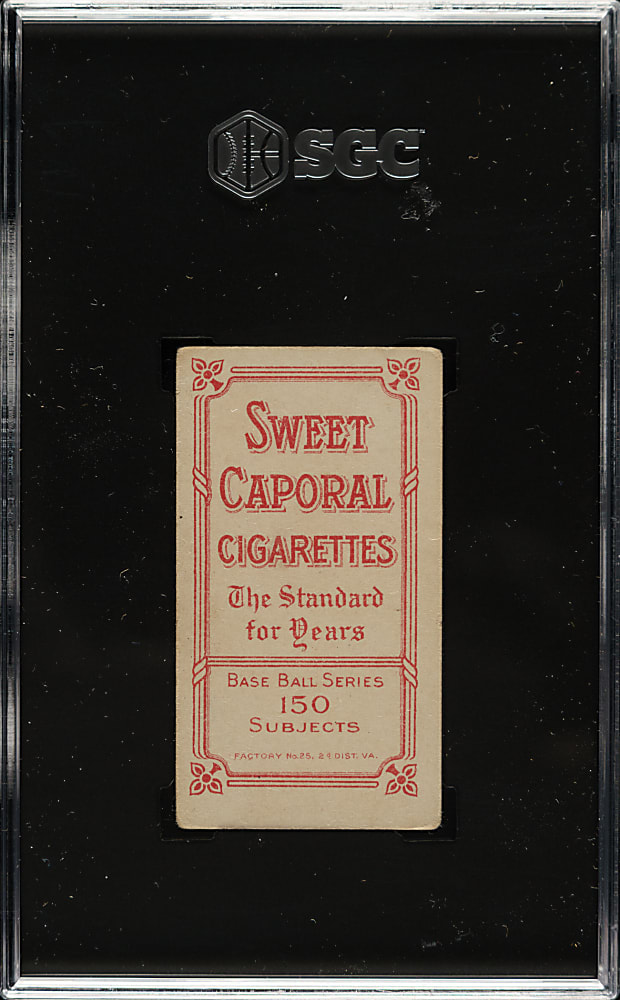 SGC
SWEET
CAPORAL
CIGARETTES
The Standard
for Years
BASE BALL SERIES
150
SUBJECTS
FACTORY No. 25, 2d DIST. VA.